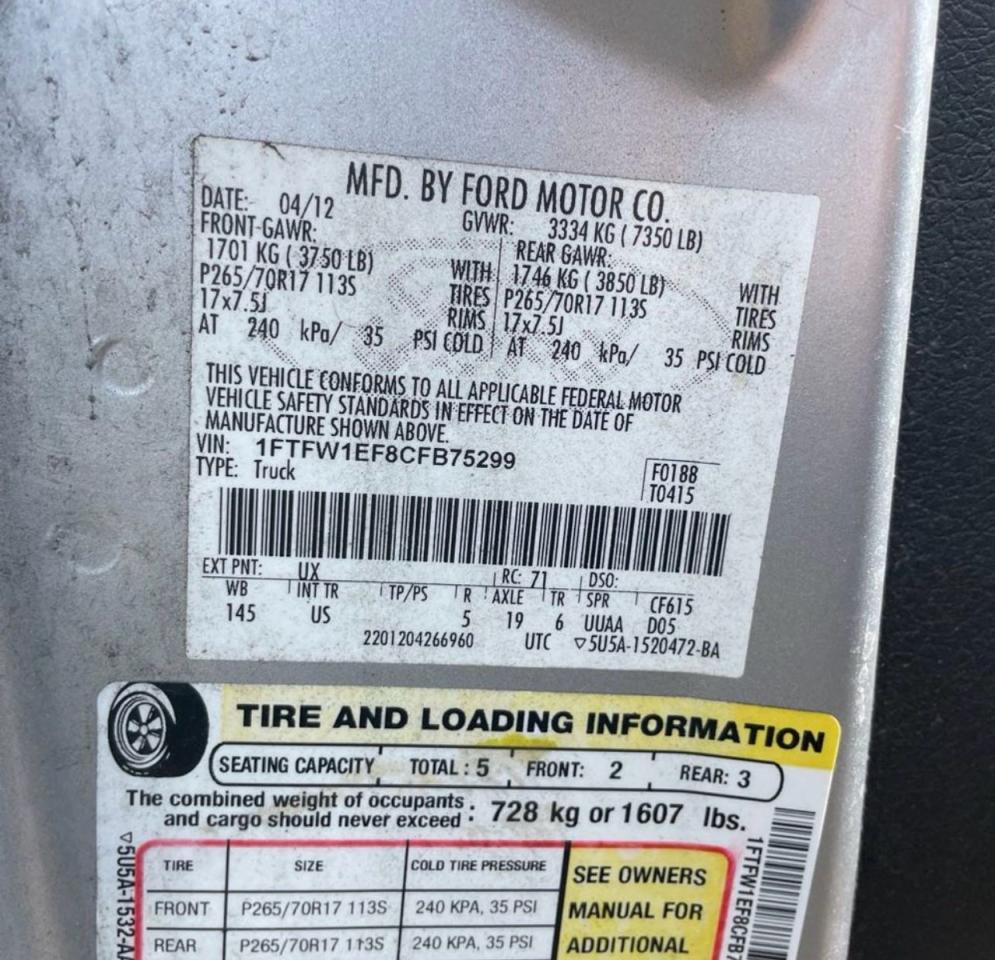 MFD. BY FORD MOTOR CO.
DATE: 04/12 GVWR: 3334 KG ( 7350 LB)
FRONT-GAWR: REAR GAWR:
1701 KG ( 3750 LB) WITH 1746 KG ( 3850 LB) WITH
P265/70R17 113S TIRES P265/70R17 113S TIRES
17x7.5J RIMS 17x7.5J RIMS
AT 240 kPa/ 35 PSI COLD AT 240 kPa/ 35 PSI COLD
THIS VEHICLE CONFORMS TO ALL APPLICABLE FEDERAL MOTOR
VEHICLE SAFETY STANDARDS IN EFFECT ON THE DATE OF
MANUFACTURE SHOWN ABOVE.
VIN: 1FTFW1EF8CFB75299
TYPE: Truck
F0188
T0415
EXT PNT: UX RC: 71 DSO:
WB INT TR TP/PS R AXLE TR SPR CF615
145 US 5 19 6 UUAA D05
2201204266960 UTC ▽5U5A-1520472-BA
TIRE AND LOADING INFORMATION
SEATING CAPACITY TOTAL : 5 FRONT: 2 REAR: 3
The combined weight of occupants
and cargo should never exceed : 728 kg or 1607 lbs.
TIRE SIZE COLD TIRE PRESSURE SEE OWNERS
FRONT P265/70R17 113S 240 KPA, 35 PSI MANUAL FOR
REAR P265/70R17 113S 240 KPA, 35 PSI ADDITIONAL
▽5U5A-1532-A
1FTFW1EF8CFB7